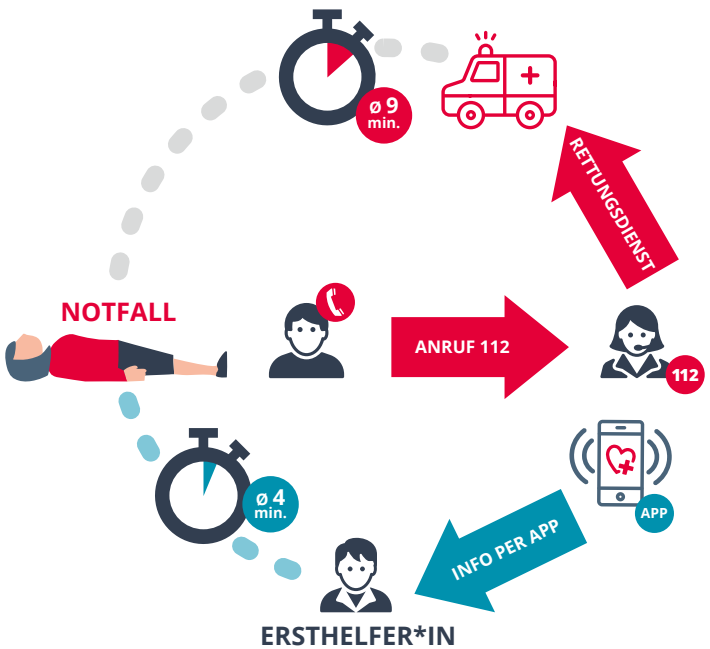 ø 9
min.
RETTUNGSDIENST
NOTFALL
ANRUF 112
112
ø 4
min.
APP
INFO PER APP
ERSTHELFER*IN